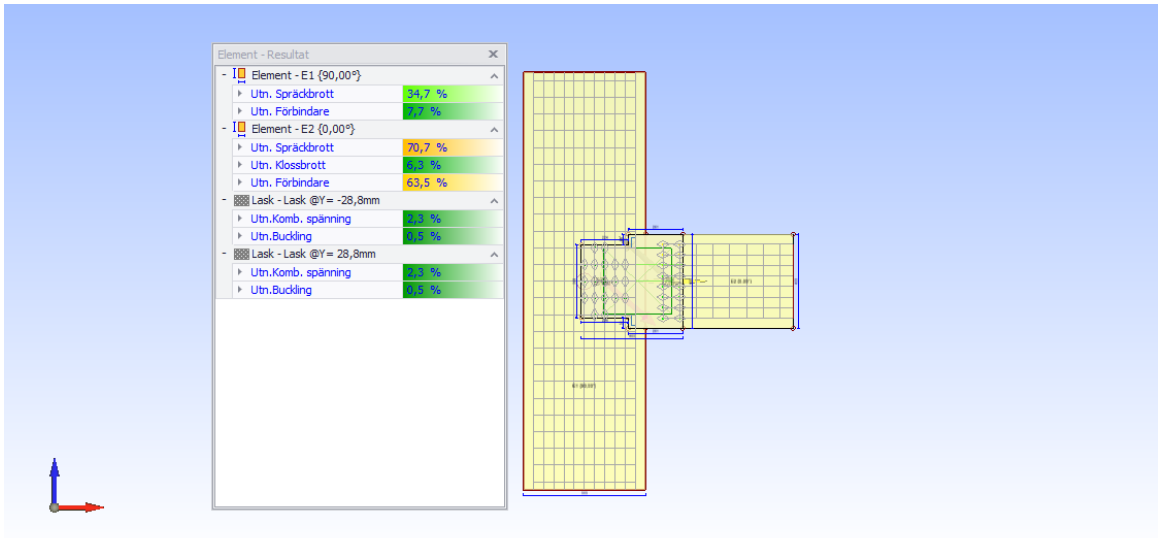 Element - Resultat
Element - E1 {90,00°}
Utn. Spräckbrott 34,7 %
Utn. Förbindare 7,7 %
Element - E2 {0,00°}
Utn. Spräckbrott 70,7 %
Utn. Klossbrott 6,3 %
Utn. Förbindare 63,5 %
Lask - Lask @Y= -28,8mm
Utn.Komb. spänning 2,3 %
Utn.Buckling 0,5 %
Lask - Lask @Y= 28,8mm
Utn.Komb. spänning 2,3 %
Utn.Buckling 0,5 %